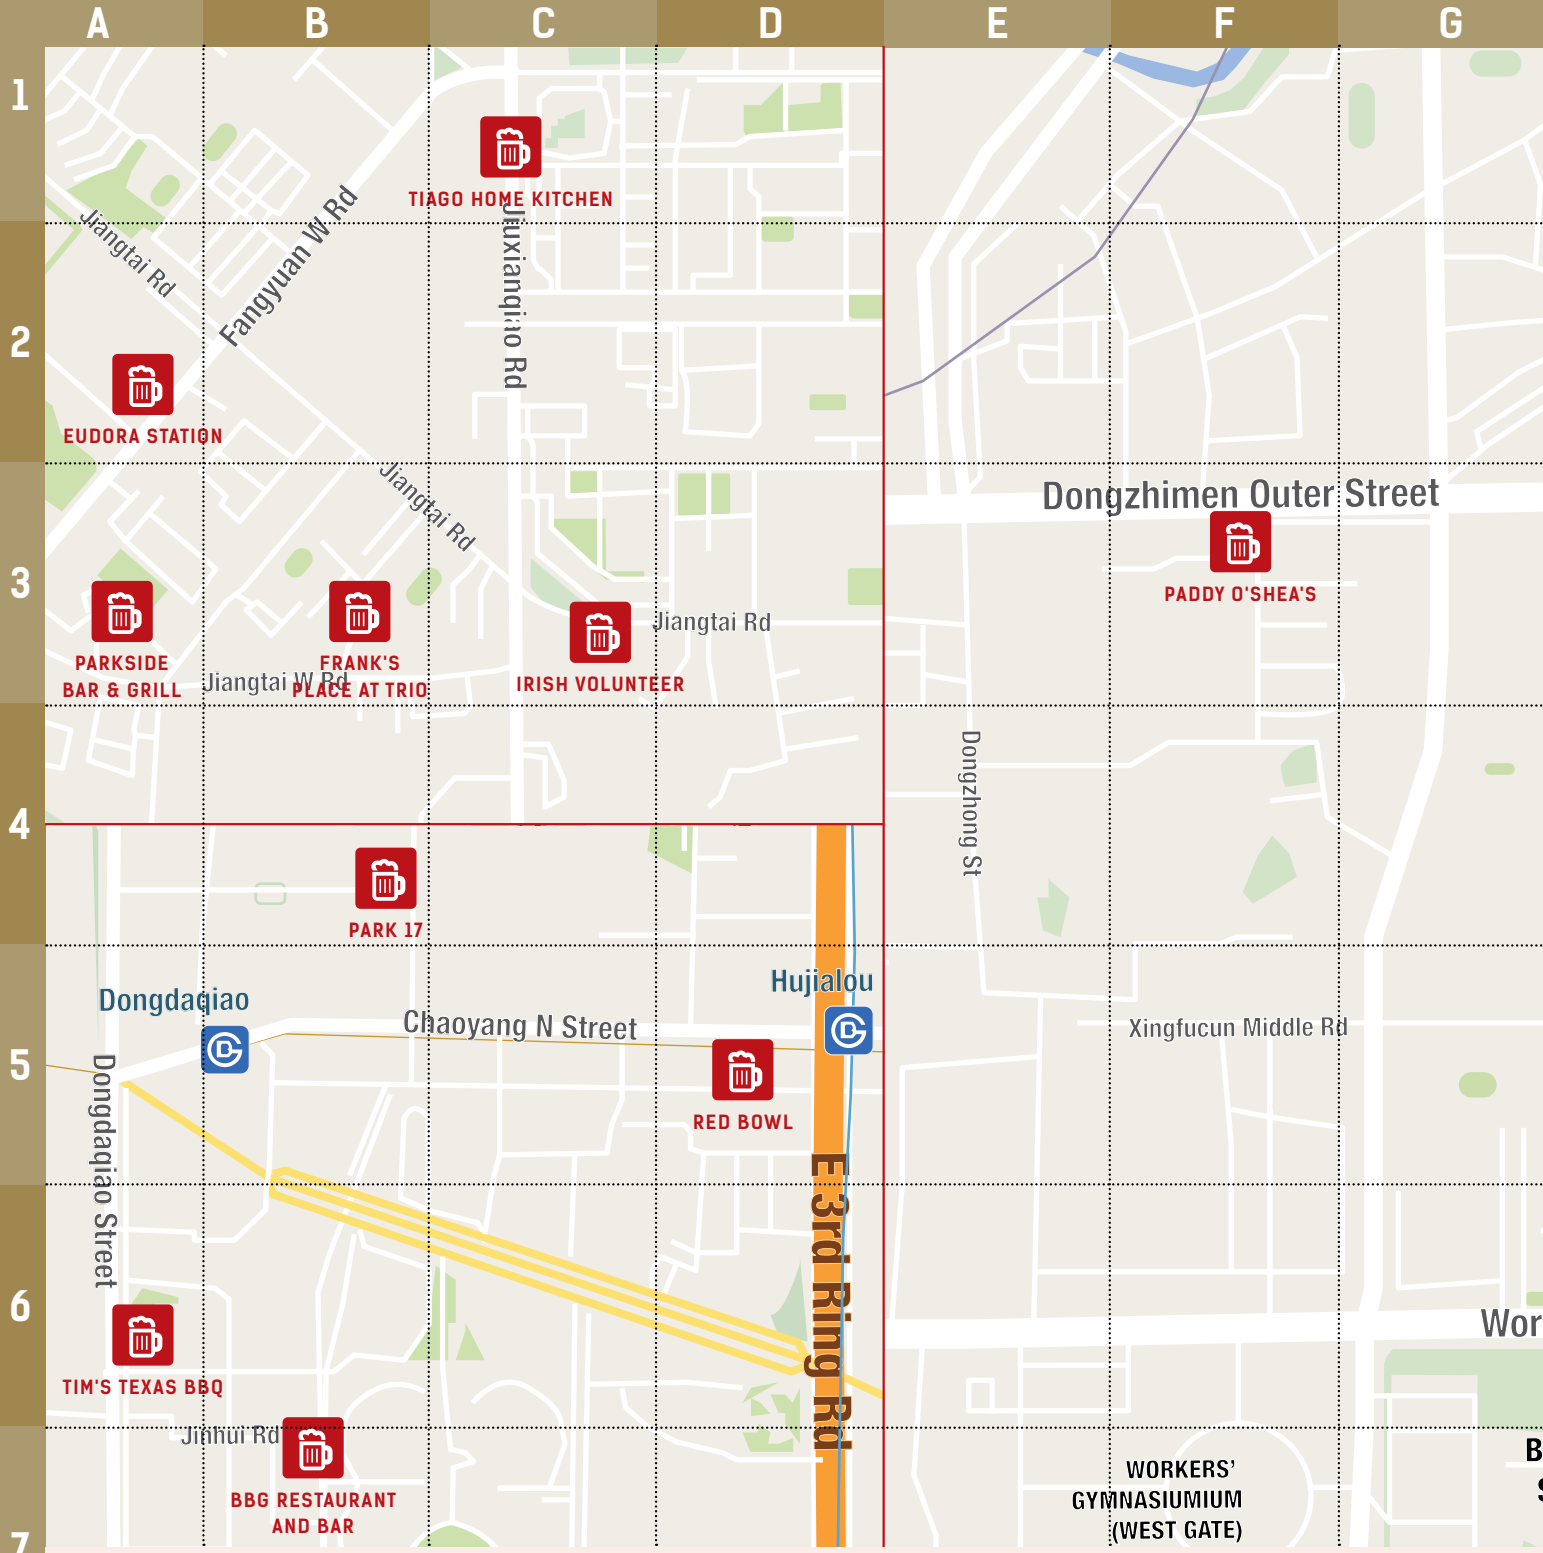 A B C D E F G
1
TIAGO HOME KITCHEN
Jiangtai Rd
Fangyuan W Rd
Jiuxianqiao Rd
2
EUDORA STATION
Jiangtai Rd
Dongzhimen Outer Street
3
PADDY O'SHEA'S
Jiangtai Rd
PARKSIDE
BAR & GRILL
FRANK'S
PLACE AT TRIO
Jiangtai W Rd
IRISH VOLUNTEER
Dongzhong St
4
PARK 17
Hujialou
Dongdaqiao
Chaoyang N Street
Xingfucun Middle Rd
5
Dongdaqiao Street
RED BOWL
E 3rd Ring Rd
6
Wor
TIM'S TEXAS BBQ
Jinhui Rd
BBG RESTAURANT
AND BAR
WORKERS’
GYMNASIUMIUM
(WEST GATE)
B
S
7